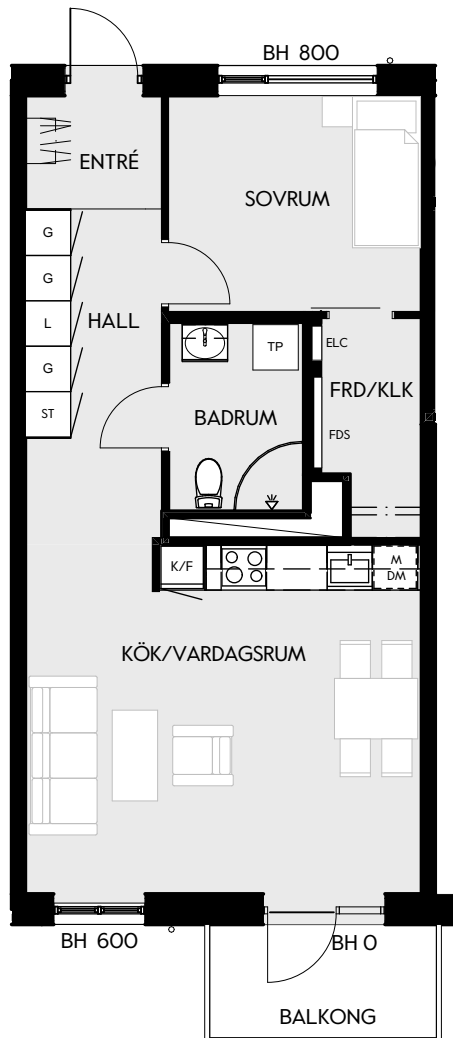 BH 800
ENTRÉ
SOVRUM
G
G
L
HALL
G
ST
TP
ELC
FRD/KLK
BADRUM
FDS
K/F
M
DM
KÖK/VARDAGSRUM
BH 600
BH 0
BALKONG